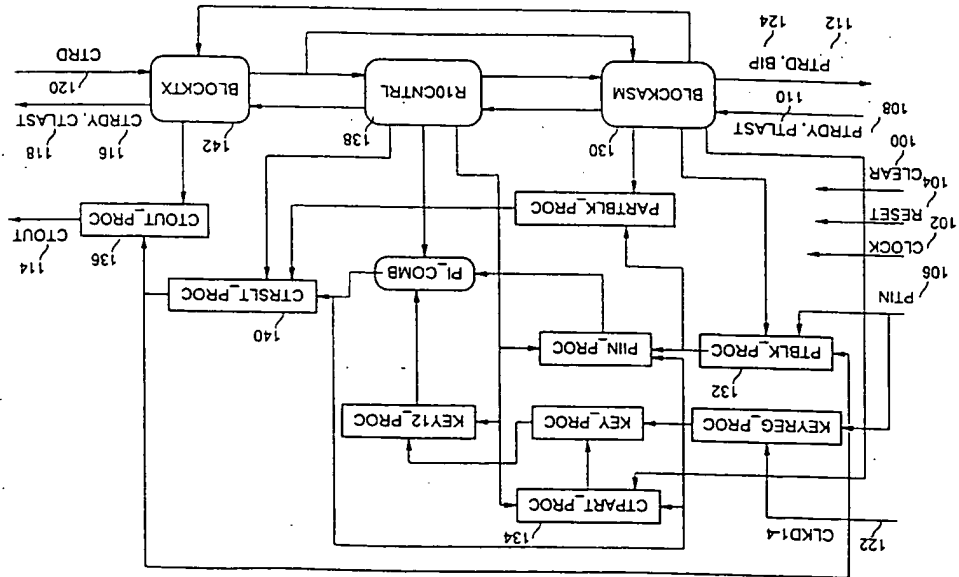 122
CLKD1-4
134
CTPART_PROC
KEYREG_PROC
KEY_PROC
KEY12_PROC
132
PTBLK_PROC
PIIN_PROC
140
CTRSLT_PROC
106
PTIN
PI_COMB
102
CLOCK
104
RESET
100
CLEAR
PARTBLK_PROC
136
CTOUT_PROC
114
CTOUT
108
110
PTRDY, PTLAST
130
BLOCKASM
138
R10CNTRL
142
BLOCKTX
116
118
CTRDY, CTLAST
112
124
PTRD, BIP
120
CTRD